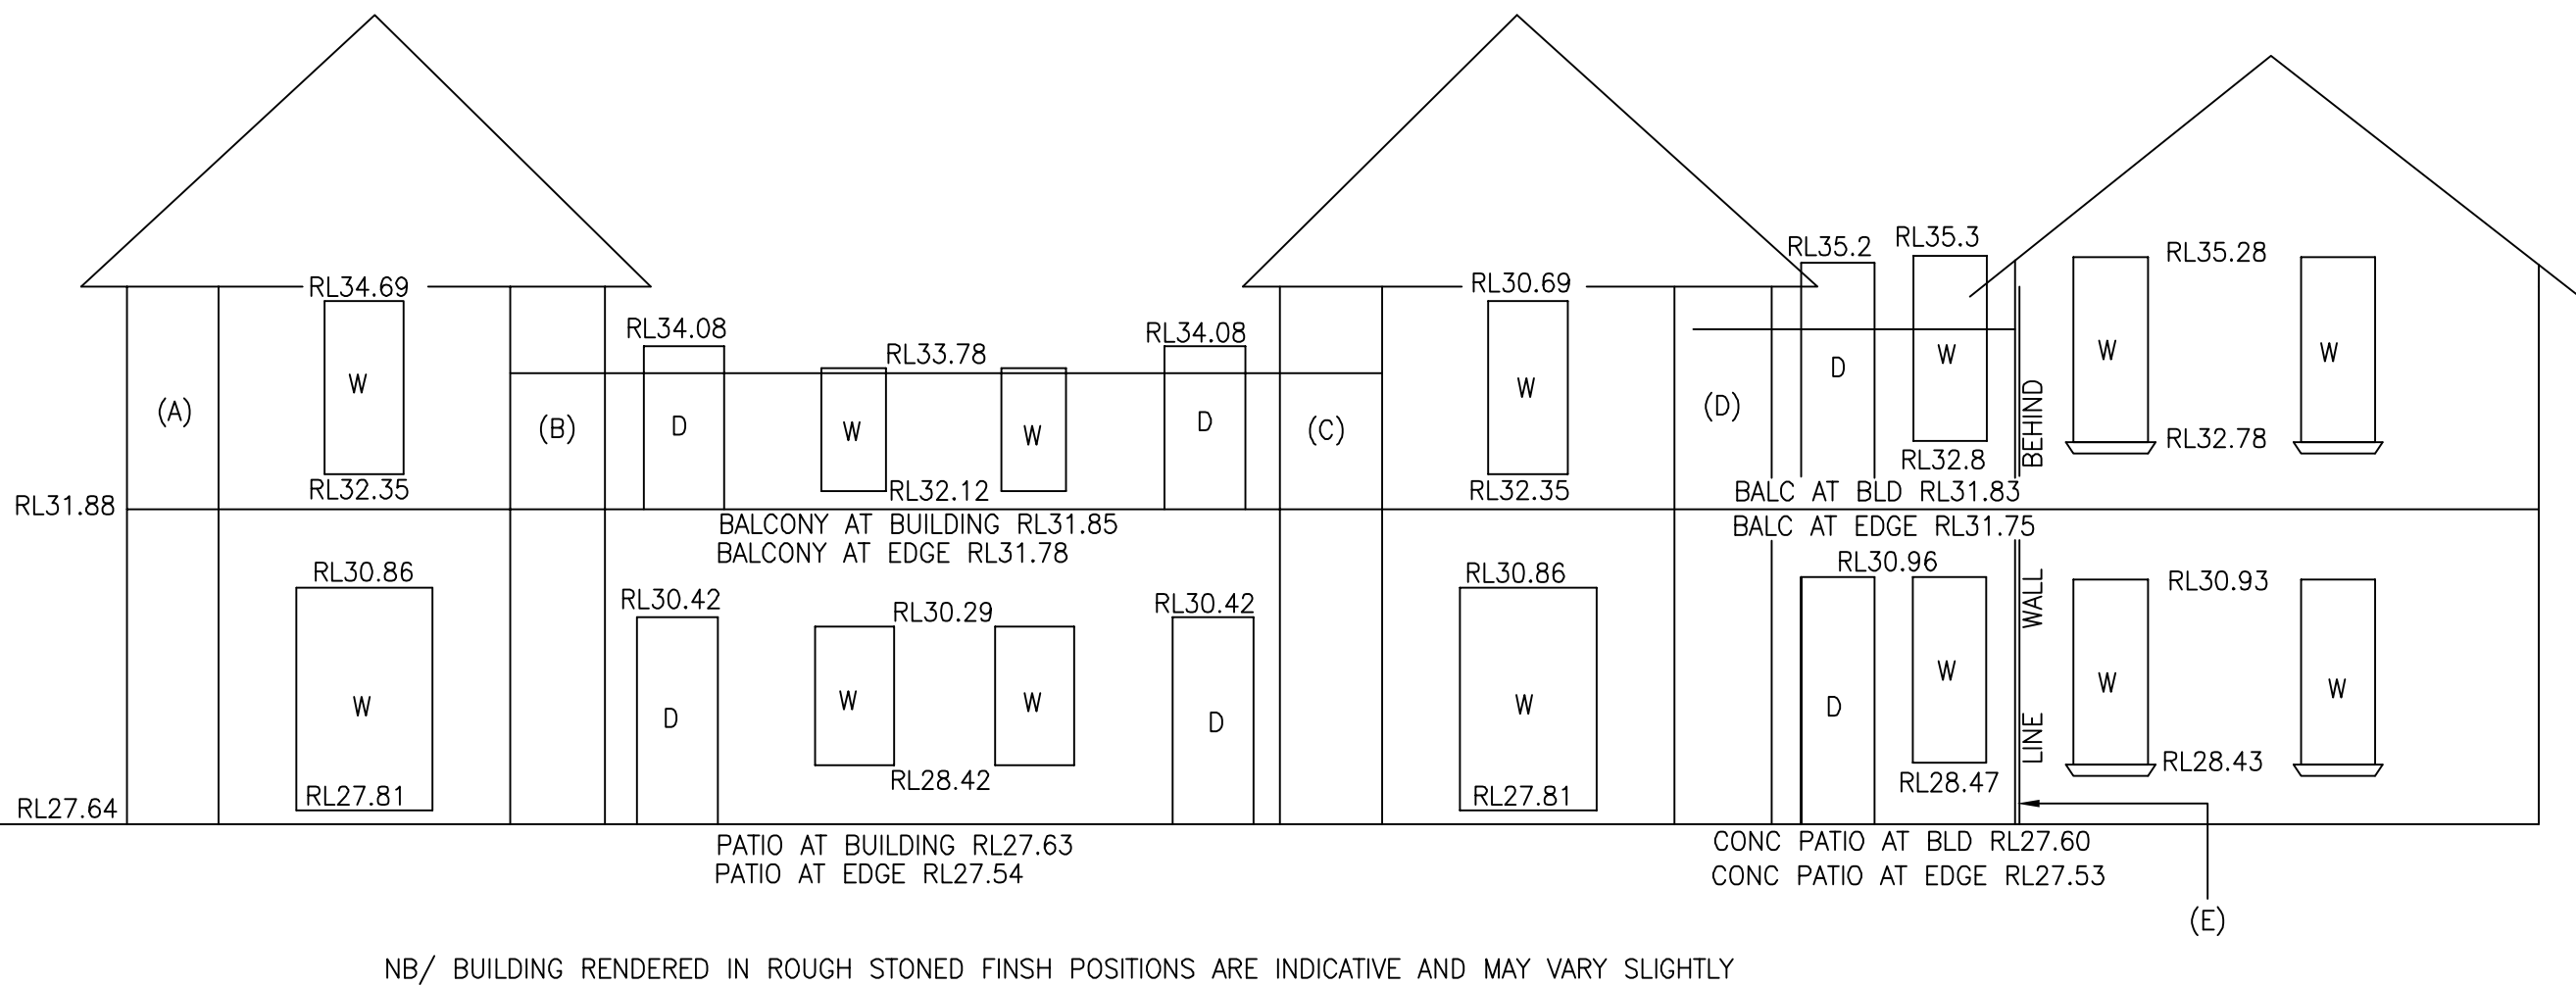 RL35.2
RL35.3
RL35.28
RL34.69
RL30.69
RL34.08
RL34.08
RL33.78
W
W
D
W
W
W
(A)
(B)
D
W
W
D
(C)
W
(D)
BEHIND
RL32.78
RL32.8
RL31.88
RL32.35
RL32.12
RL32.35
BALC AT BLD RL31.83
BALCONY AT BUILDING RL31.85
BALCONY AT EDGE RL31.78
BALC AT EDGE RL31.75
RL30.86
RL30.86
RL30.96
RL30.93
RL30.42
RL30.29
RL30.42
WALL
W
D
W
W
D
W
D
W
W
W
LINE
RL27.64
RL27.81
RL28.42
RL27.81
RL28.47
RL28.43
PATIO AT BUILDING RL27.63
PATIO AT EDGE RL27.54
CONC PATIO AT BLD RL27.60
CONC PATIO AT EDGE RL27.53
(E)
NB/ BUILDING RENDERED IN ROUGH STONED FINSH POSITIONS ARE INDICATIVE AND MAY VARY SLIGHTLY